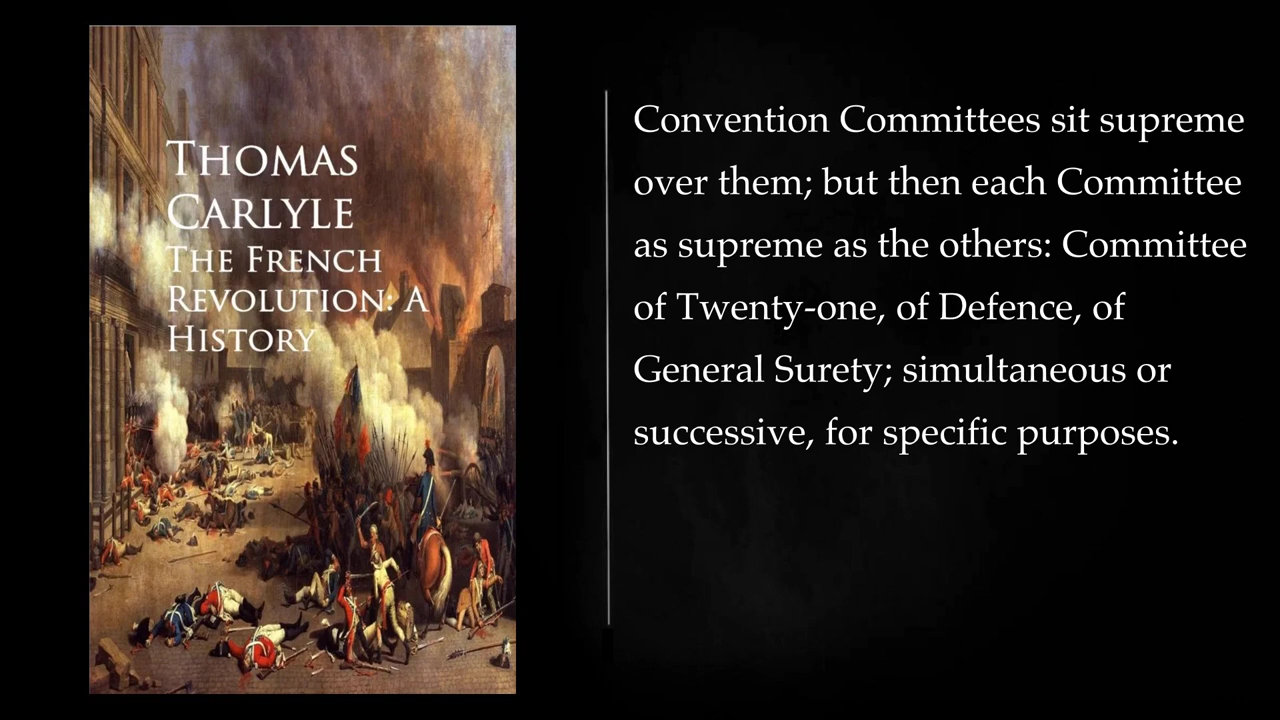 THOMAS
CARLYLE
THE FRENCH
REVOLUTION: A
HISTORY
Convention Committees sit supreme
over them; but then each Committee
as supreme as the others: Committee
of Twenty-one, of Defence, of
General Surety; simultaneous or
successive, for specific purposes.